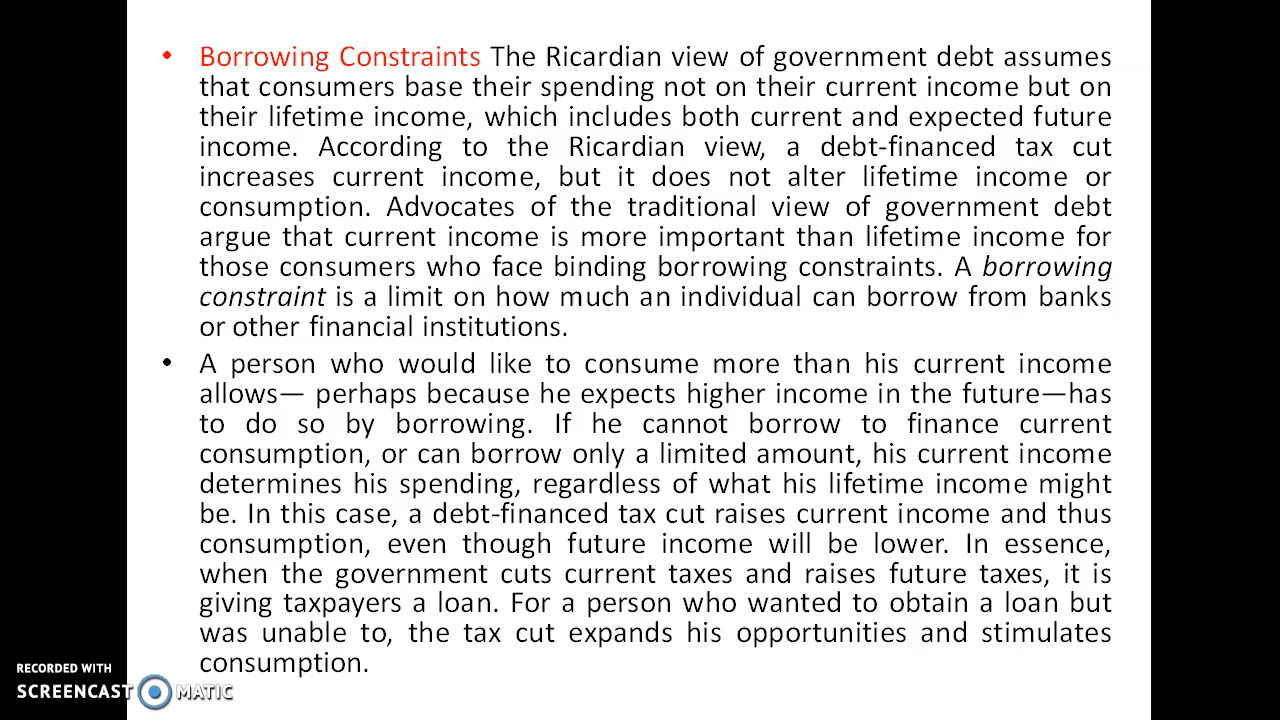 • Borrowing Constraints The Ricardian view of government debt assumes
that consumers base their spending not on their current income but on
their lifetime income, which includes both current and expected future
income. According to the Ricardian view, a debt-financed tax cut
increases current income, but it does not alter lifetime income or
consumption. Advocates of the traditional view of government debt
argue that current income is more important than lifetime income for
those consumers who face binding borrowing constraints. A borrowing
constraint is a limit on how much an individual can borrow from banks
or other financial institutions.
• A person who would like to consume more than his current income
allows— perhaps because he expects higher income in the future—has
to do so by borrowing. If he cannot borrow to finance current
consumption, or can borrow only a limited amount, his current income
determines his spending, regardless of what his lifetime income might
be. In this case, a debt-financed tax cut raises current income and thus
consumption, even though future income will be lower. In essence,
when the government cuts current taxes and raises future taxes, it is
giving taxpayers a loan. For a person who wanted to obtain a loan but
was unable to, the tax cut expands his opportunities and stimulates
consumption.
RECORDED WITH
SCREENCAST MATIC